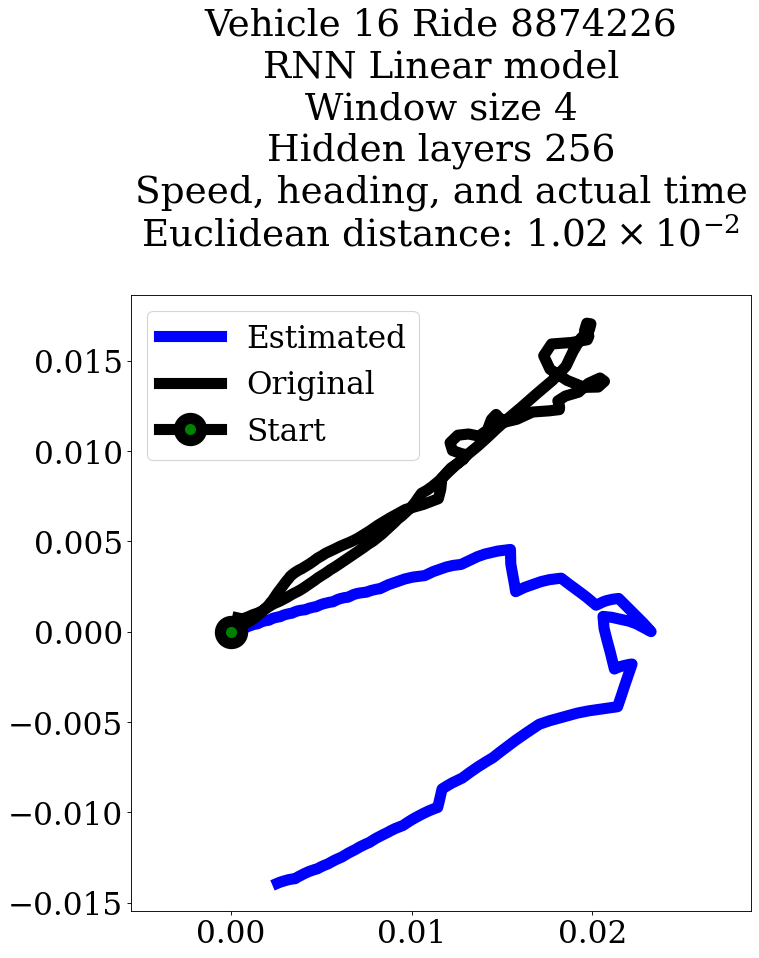 Vehicle 16 Ride 8874226
RNN Linear model
Window size 4
Hidden layers 256
Speed, heading, and actual time
Euclidean distance: 1.02 × 10⁻²
Estimated
Original
Start
0.015
0.010
0.005
0.000
−0.005
−0.010
−0.015
0.00 0.01 0.02